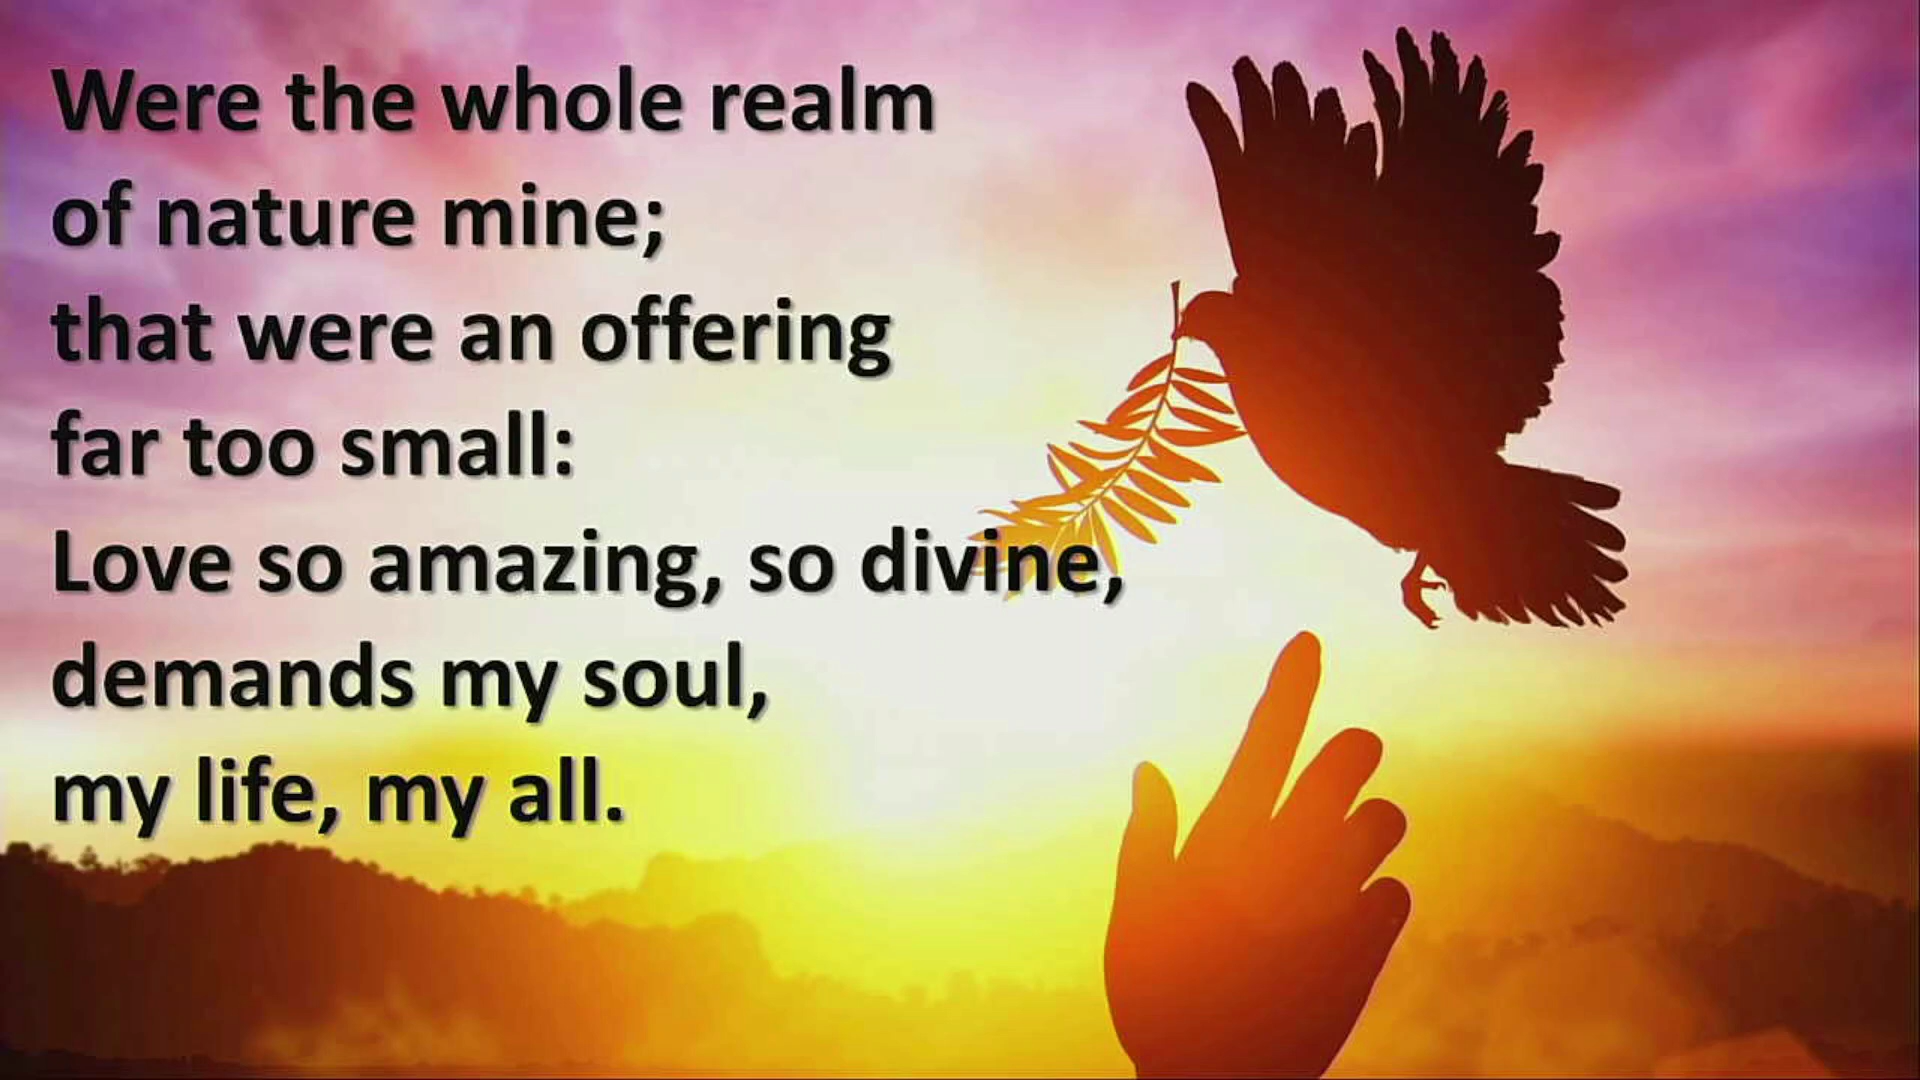 Were the whole realm
of nature mine;
that were an offering
far too small:
Love so amazing, so divine,
demands my soul,
my life, my all.